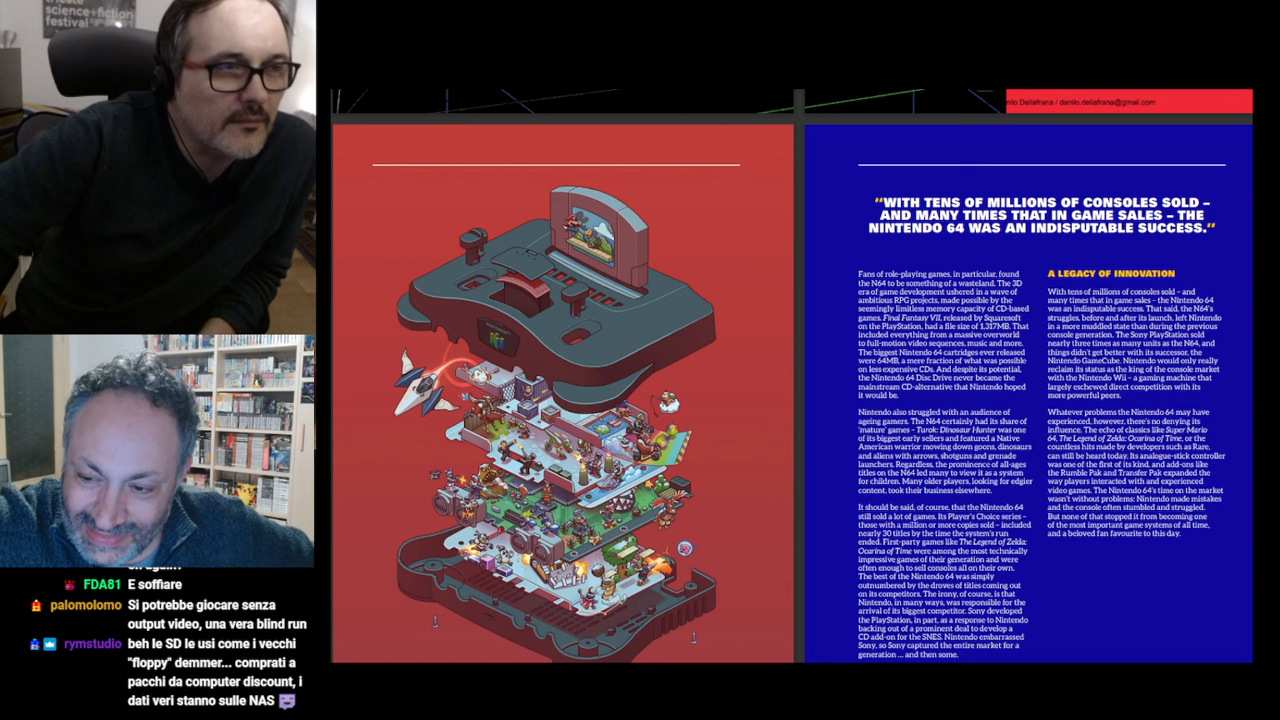 trieste
science+fiction
festival
nilo Dellafrana / danilo.dellafrana@gmail.com
"WITH TENS OF MILLIONS OF CONSOLES SOLD –
AND MANY TIMES THAT IN GAME SALES – THE
NINTENDO 64 WAS AN INDISPUTABLE SUCCESS."
Fans of role-playing games, in particular, found
the N64 to be something of a wasteland. The 3D
era of game development ushered in a wave of
ambitious RPG projects, made possible by the
seemingly limitless memory capacity of CD-based
games. Final Fantasy VII, released by Squaresoft
on the PlayStation, had a file size of 1,317MB. That
included everything from a massive overworld
to full-motion video sequences, music and more.
The biggest Nintendo 64 cartridges ever released
were 64MB, a mere fraction of what was possible
on less expensive CDs. And despite its potential,
the Nintendo 64 Disc Drive never became the
mainstream CD-alternative that Nintendo hoped
it would be.
Nintendo also struggled with an audience of
ageing gamers. The N64 certainly had its share of
'mature' games – Turok: Dinosaur Hunter was one
of its biggest early sellers and featured a Native
American warrior mowing down goons, dinosaurs
and aliens with arrows, shotguns and grenade
launchers. Regardless, the prominence of all-ages
titles on the N64 led many to view it as a system
for children. Many older players, looking for edgier
content, took their business elsewhere.
It should be said, of course, that the Nintendo 64
still sold a lot of games. Its Player's Choice series –
those with a million or more copies sold – included
nearly 30 titles by the time the system's run
ended. First-party games like The Legend of Zelda:
Ocarina of Time were among the most technically
impressive games of their generation and were
often enough to sell consoles all on their own.
The best of the Nintendo 64 was simply
outnumbered by the droves of titles coming out
on its competitors. The irony, of course, is that
Nintendo, in many ways, was responsible for the
arrival of its biggest competitor. Sony developed
the PlayStation, in part, as a response to Nintendo
backing out of a prominent deal to develop a
CD add-on for the SNES. Nintendo embarrassed
Sony, so Sony captured the entire market for a
generation ... and then some.
A LEGACY OF INNOVATION
With tens of millions of consoles sold – and
many times that in game sales – the Nintendo 64
was an indisputable success. That said, the N64's
struggles, before and after its launch, left Nintendo
in a more muddled state than during the previous
console generation. The Sony PlayStation sold
nearly three times as many units as the N64, and
things didn't get better with its successor, the
Nintendo GameCube. Nintendo would only really
reclaim its status as the king of the console market
with the Nintendo Wii – a gaming machine that
largely eschewed direct competition with its
more powerful peers.
Whatever problems the Nintendo 64 may have
experienced, however, there's no denying its
influence. The echo of classics like Super Mario
64, The Legend of Zelda: Ocarina of Time, or the
countless hits made by developers such as Rare,
can still be heard today. Its analogue-stick controller
was one of the first of its kind, and add-ons like
the Rumble Pak and Transfer Pak expanded the
way players interacted with and experienced
video games. The Nintendo 64's time on the market
wasn't without problems: Nintendo made mistakes
and the console often stumbled and struggled.
But none of that stopped it from becoming one
of the most important game systems of all time,
and a beloved fan favourite to this day.
FDA81 E soffiare
palomolomo Si potrebbe giocare senza
output video, una vera blind run
rymstudio beh le SD le usi come i vecchi
"floppy" demmer... comprati a
pacchi da computer discount, i
dati veri stanno sulle NAS